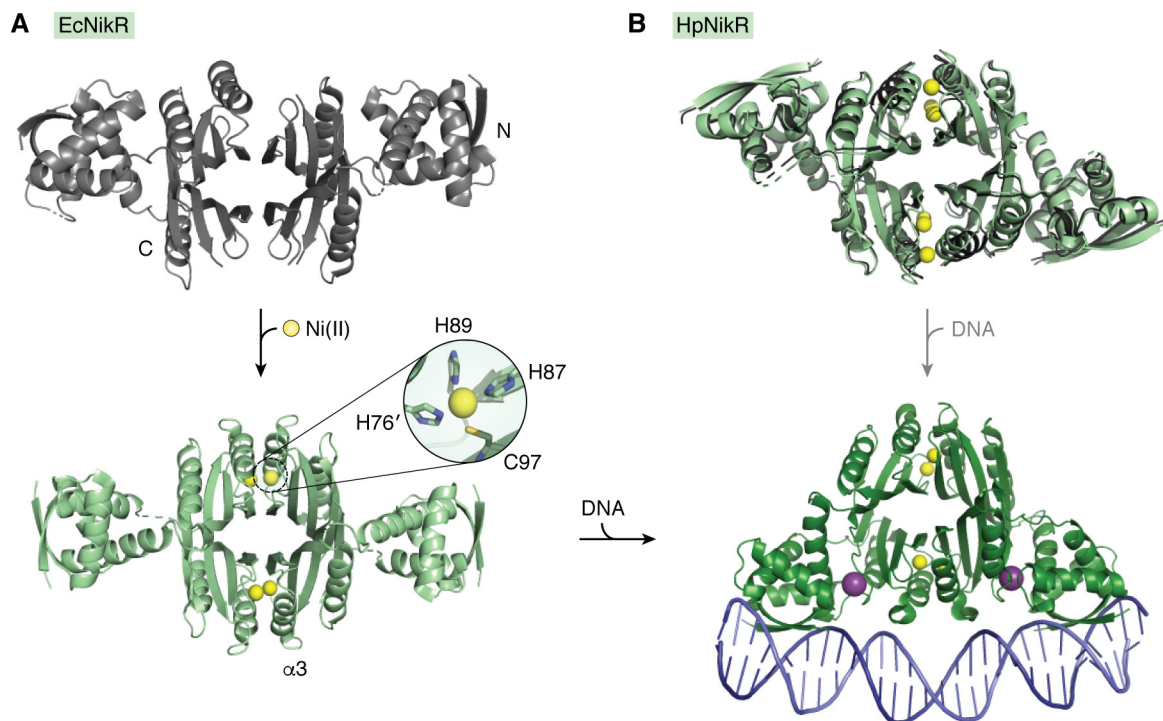 A EcNikR
N
C
Ni(II)
H89
H87
H76′
C97
α3
DNA
B HpNikR
DNA